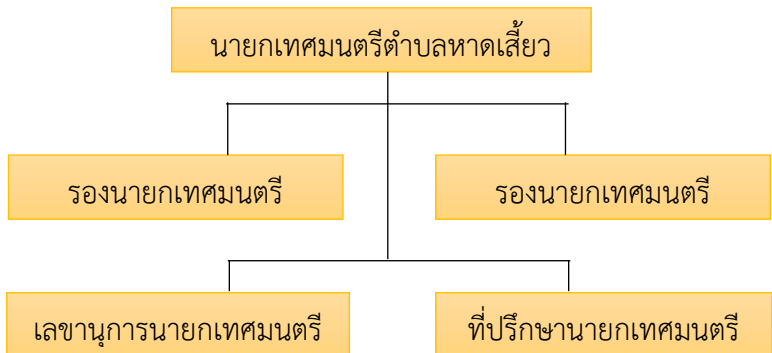 นายกเทศมนตรีตำบลหาดเสี้ยว
รองนายกเทศมนตรี
รองนายกเทศมนตรี
เลขานุการนายกเทศมนตรี
ที่ปรึกษานายกเทศมนตรี